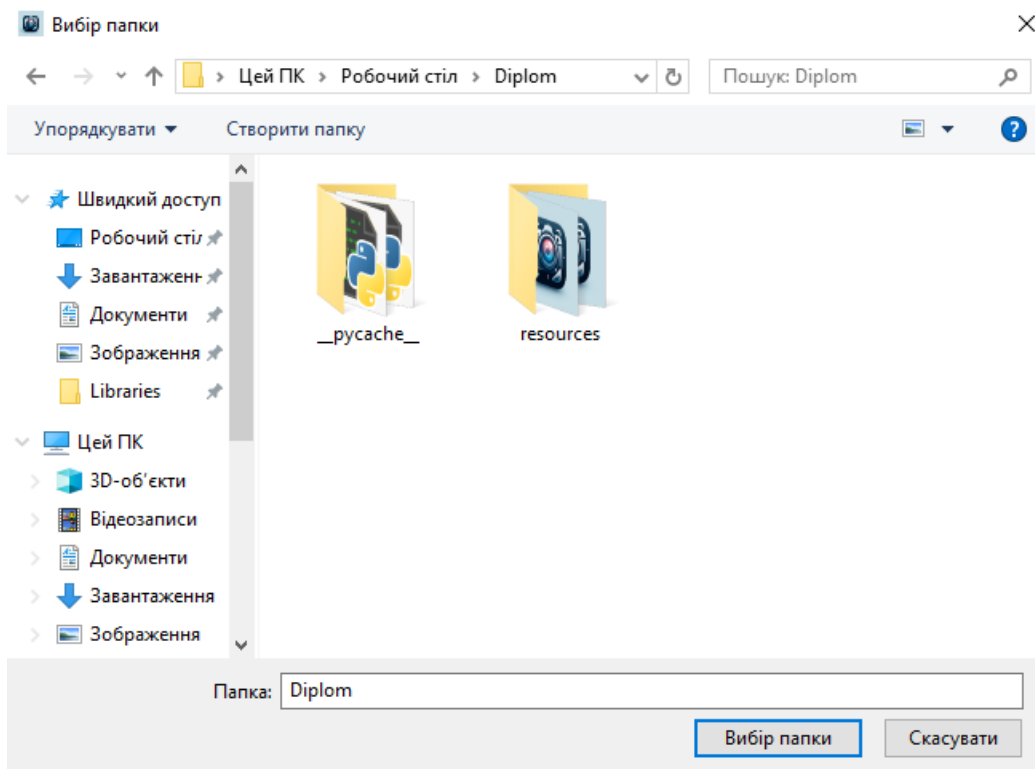 Вибір папки
Цей ПК › Робочий стіл › Diplom
Пошук: Diplom
Упорядкувати
Створити папку
Швидкий доступ
Робочий стіл
Завантажень
Документи
Зображення
Libraries
Цей ПК
3D-об'єкти
Відеозаписи
Документи
Завантаження
Зображення
__pycache__
resources
Папка: Diplom
Вибір папки
Скасувати